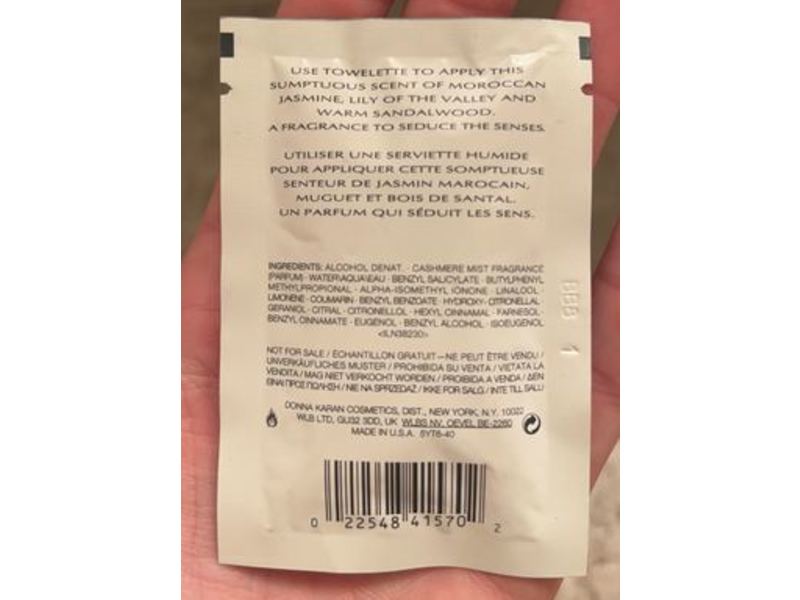 USE TOWELETTE TO APPLY THIS
SUMPTUOUS SCENT OF MOROCCAN
JASMINE, LILY OF THE VALLEY AND
WARM SANDALWOOD.
A FRAGRANCE TO SEDUCE THE SENSES.
UTILISER UNE SERVIETTE HUMIDE
POUR APPLIQUER CETTE SOMPTUEUSE
SENTEUR DE JASMIN MAROCAIN,
MUGUET ET BOIS DE SANTAL.
UN PARFUM QUI SÉDUIT LES SENS.
INGREDIENTS: ALCOHOL DENAT. · CASHMERE MIST FRAGRANCE
(PARFUM) · WATER\AQUA\EAU · BENZYL SALICYLATE · BUTYLPHENYL
METHYLPROPIONAL · ALPHA-ISOMETHYL IONONE · LINALOOL ·
LIMONENE · COUMARIN · BENZYL BENZOATE · HYDROXY- CITRONELLAL
GERANIOL · CITRAL · CITRONELLOL · HEXYL CINNAMAL · FARNESOL ·
BENZYL CINNAMATE · EUGENOL · BENZYL ALCOHOL · ISOEUGENOL
<ILN38230>
NOT FOR SALE / ÉCHANTILLON GRATUIT—NE PEUT ÊTRE VENDU /
UNVERKÄUFLICHES MUSTER / PROHIBIDA SU VENTA / VIETATA LA
VENDITA / MAG NIET VERKOCHT WORDEN / PROIBIDA A VENDA / ΔΕΝ
ΕΙΝΑΙ ΠΡΟΣ ΠΩΛΗΣΗ / NIE NA SPRZEDAŻ / IKKE FOR SALG / INTE TILL SALU
DONNA KARAN COSMETICS, DIST., NEW YORK, N.Y. 10022
WLB LTD, GU32 3DD, UK WLBS NV, OEVEL BE-2260
MADE IN U.S.A. 5YT6-40
BBB 1
0 22548 41570 2